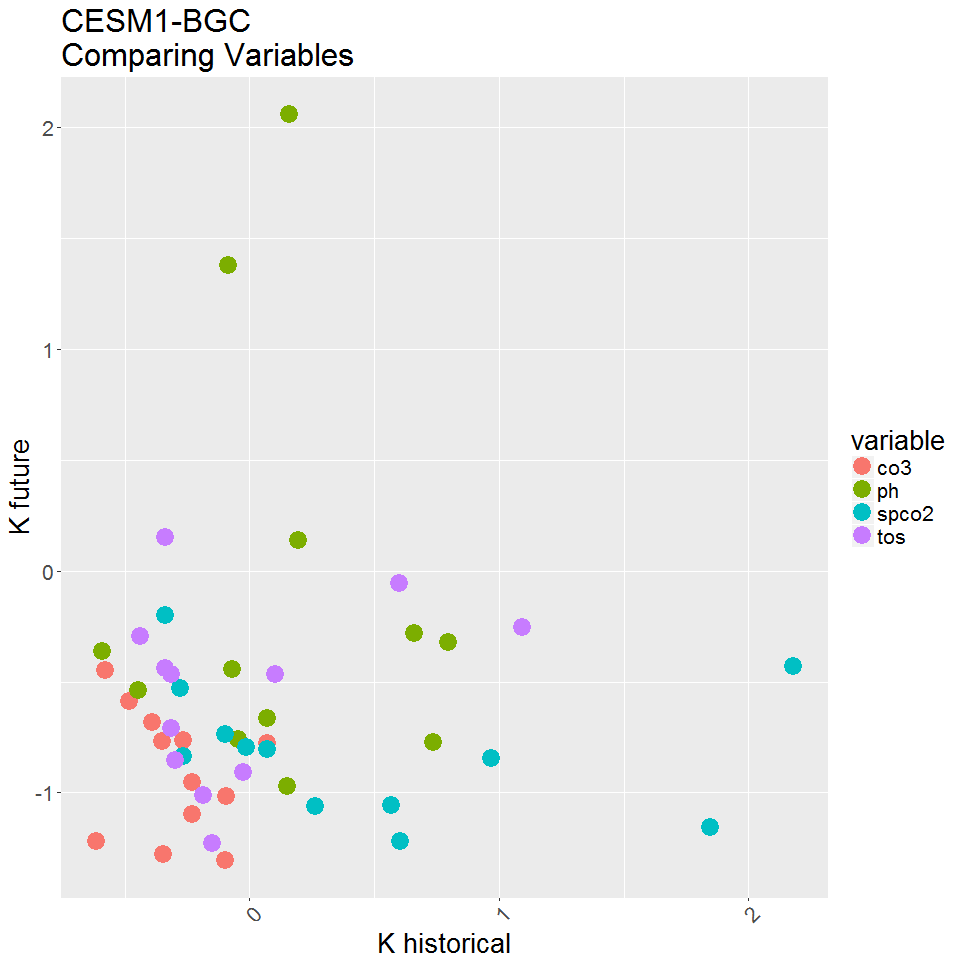 CESM1-BGC
Comparing Variables
2
1
0
-1
K future
0
1
2
K historical
variable
co3
ph
spco2
tos